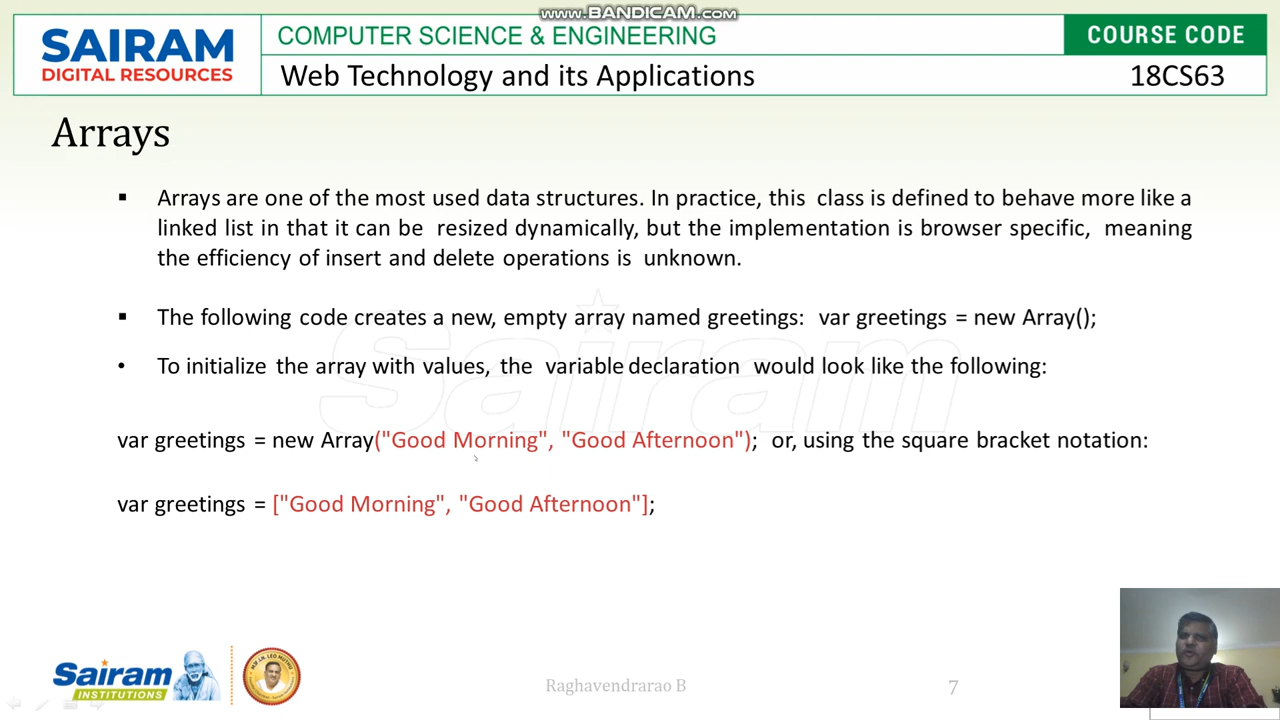 www.BANDICAM.com
SAIRAM
DIGITAL RESOURCES
COMPUTER SCIENCE & ENGINEERING
COURSE CODE
Web Technology and its Applications
18CS63
Arrays
▪ Arrays are one of the most used data structures. In practice, this class is defined to behave more like a
linked list in that it can be resized dynamically, but the implementation is browser specific, meaning
the efficiency of insert and delete operations is unknown.
▪ The following code creates a new, empty array named greetings: var greetings = new Array();
• To initialize the array with values, the variable declaration would look like the following:
var greetings = new Array("Good Morning", "Good Afternoon"); or, using the square bracket notation:
var greetings = ["Good Morning", "Good Afternoon"];
Sairam
Sairam
INSTITUTIONS
Raghavendrarao B
7